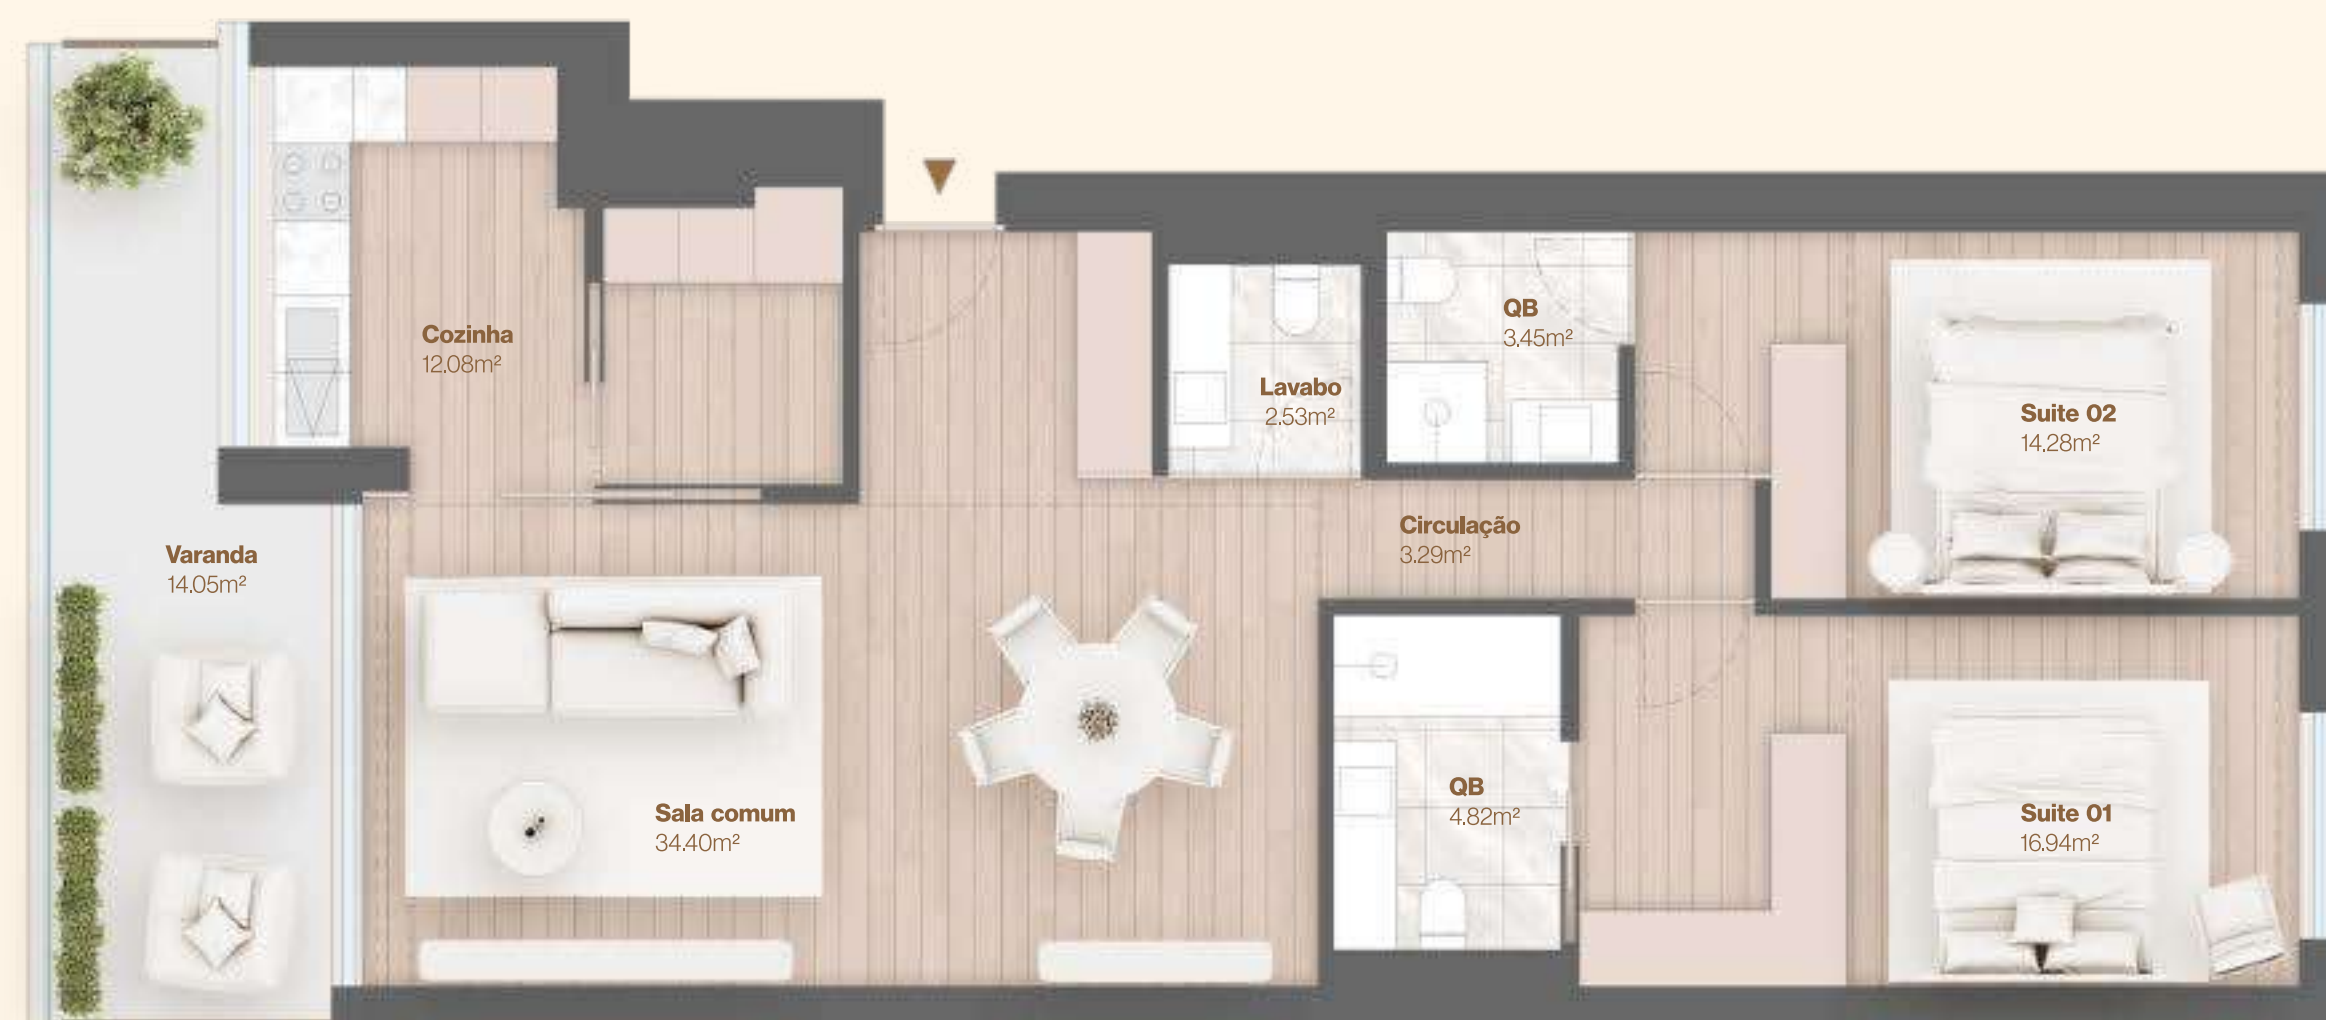 Cozinha
12.08m²
QB
3.45m²
Lavabo
2.53m²
Suite 02
14.28m²
Circulação
3.29m²
Varanda
14.05m²
Sala comum
34.40m²
QB
4.82m²
Suite 01
16.94m²